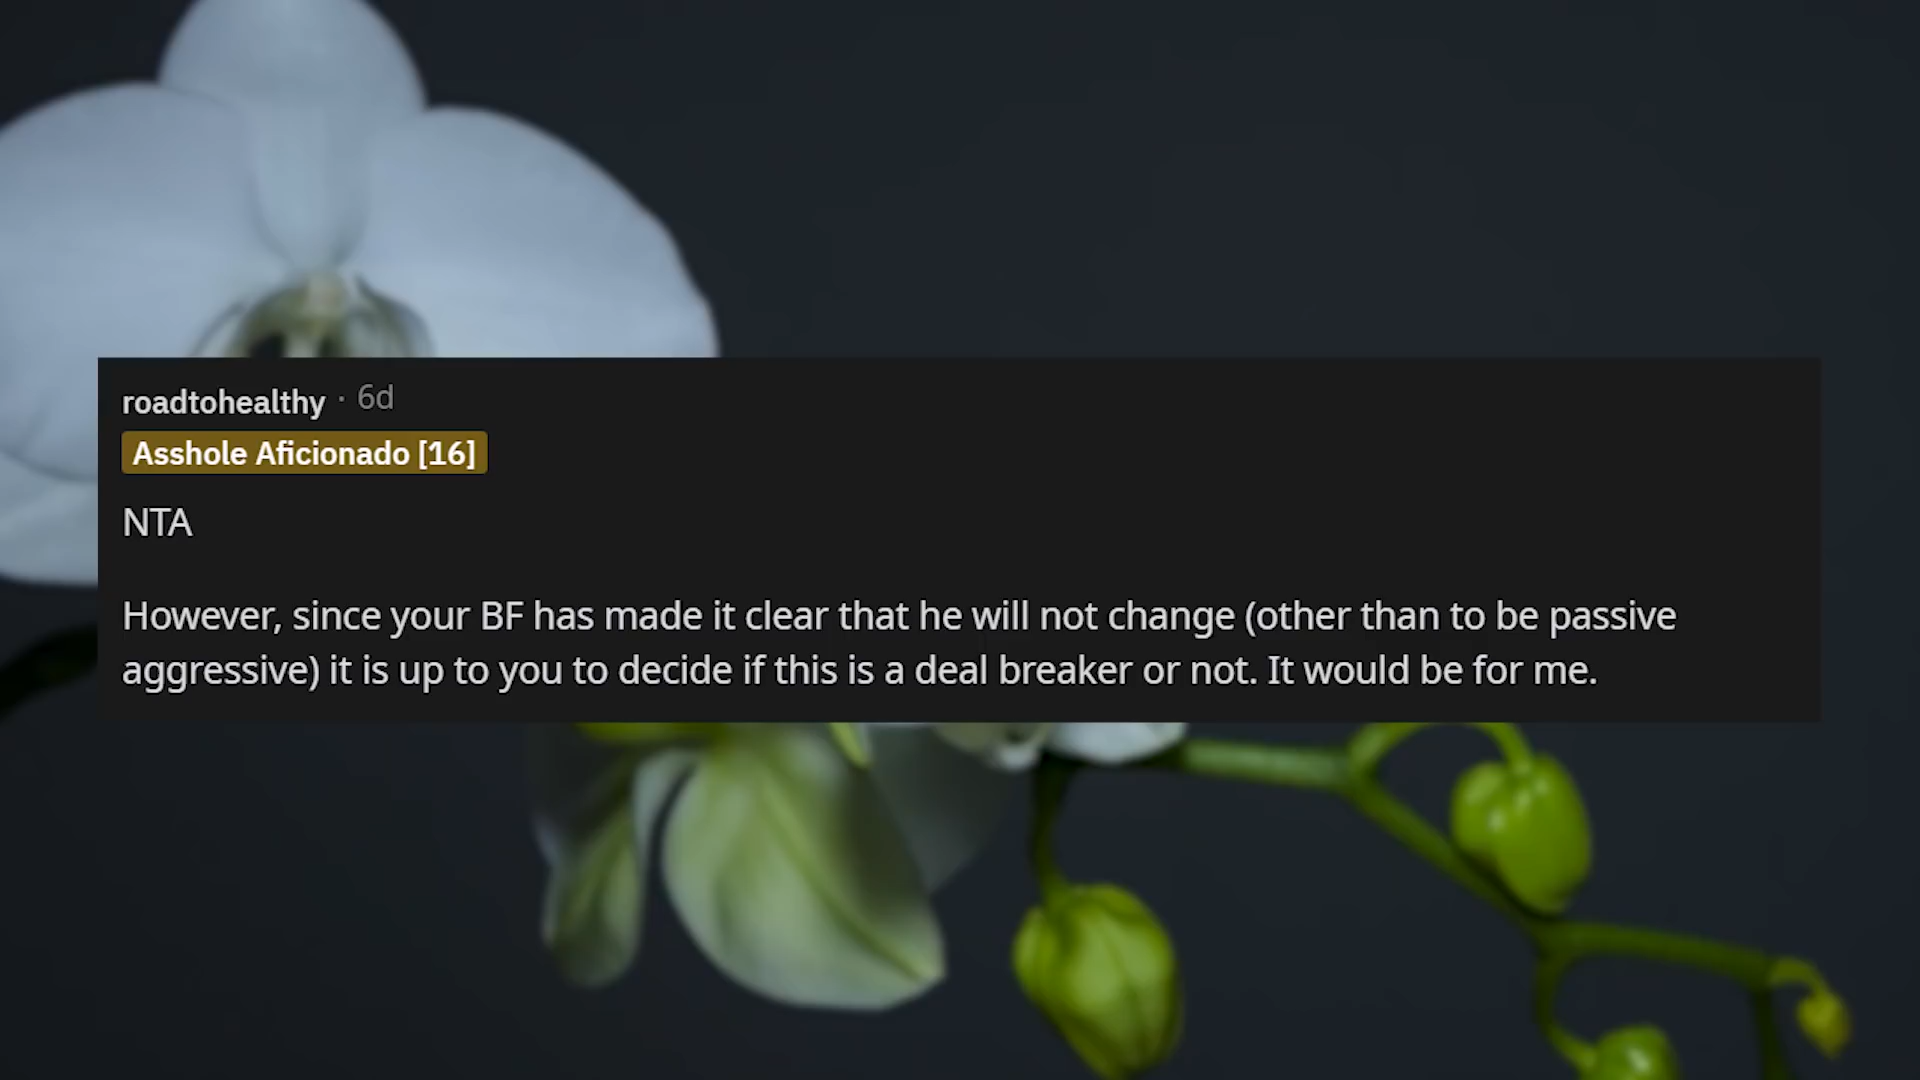 roadtohealthy · 6d
Asshole Aficionado [16]
NTA
However, since your BF has made it clear that he will not change (other than to be passive
aggressive) it is up to you to decide if this is a deal breaker or not. It would be for me.